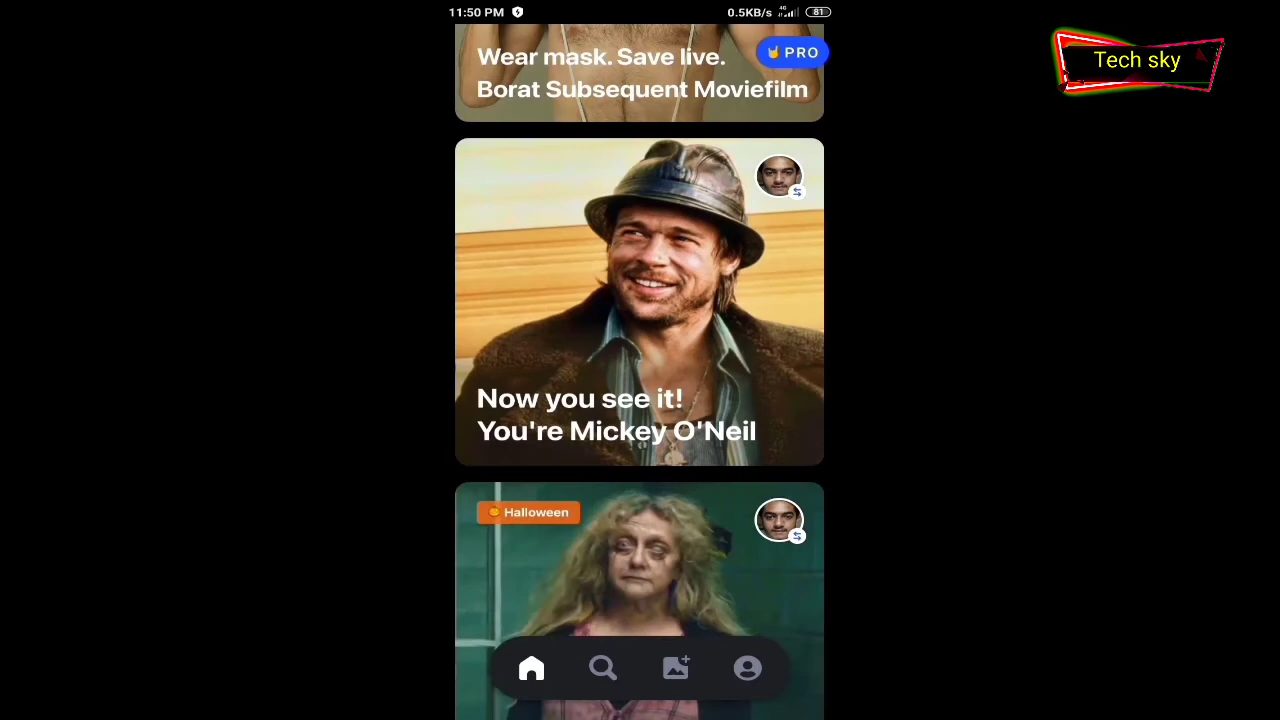 11:50 PM
0.5KB/s 4G 81
Tech sky
PRO
Wear mask. Save live.
Borat Subsequent Moviefilm
Now you see it!
You're Mickey O'Neil
Halloween